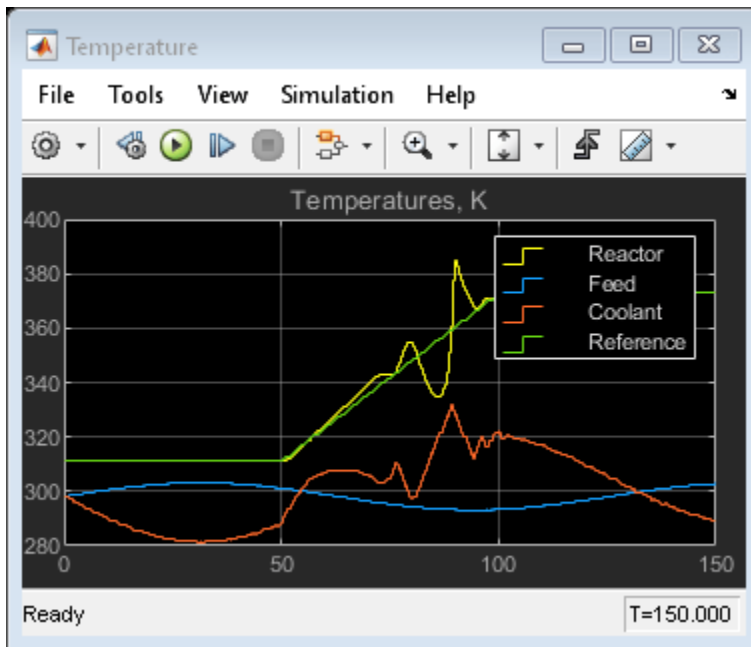 Temperature
File Tools View Simulation Help
Temperatures, K
400
380
360
340
320
300
280
0 50 100 150
Reactor
Feed
Coolant
Reference
Ready T=150.000